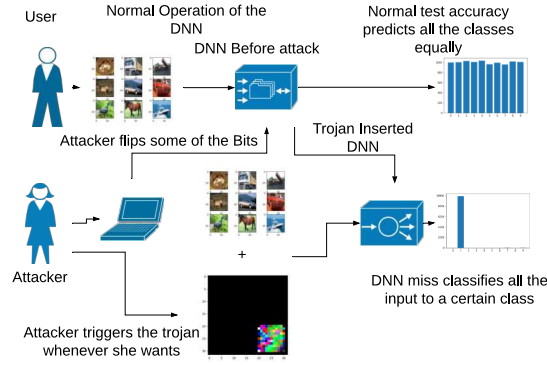 Normal Operation of the
DNN
User
DNN Before attack
Normal test accuracy
predicts all the classes
equally
Attacker flips some of the Bits
Trojan Inserted
DNN
Attacker
+
DNN miss classifies all the
input to a certain class
Attacker triggers the trojan
whenever she wants